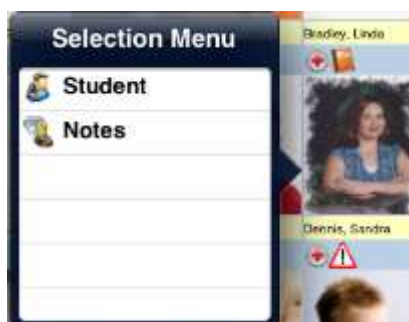 Selection Menu
Student
Notes
Bradley, Linda
Dennis, Sandra